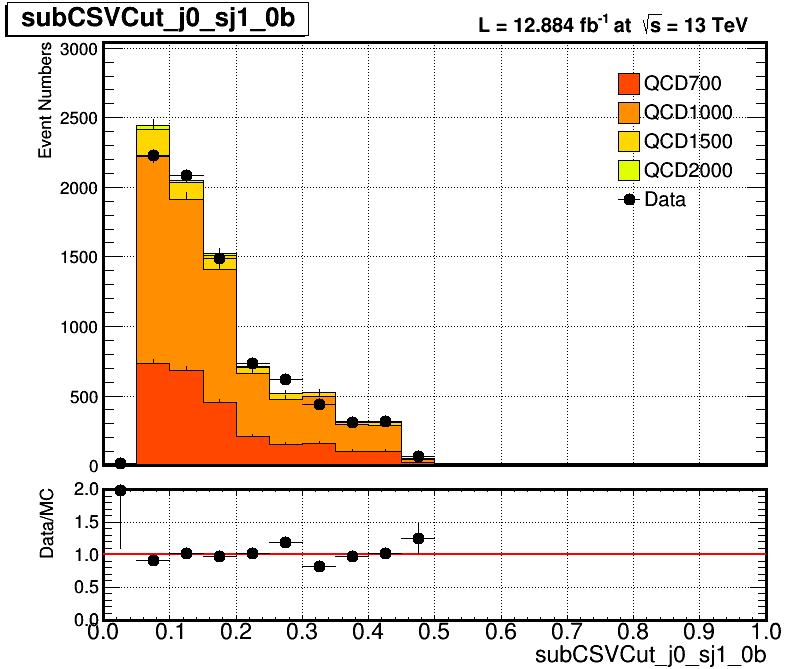 subCSVCut_j0_sj1_0b
L = 12.884 fb-1 at √s = 13 TeV
Event Numbers
3000
2500
2000
1500
1000
500
0
QCD700
QCD1000
QCD1500
QCD2000
Data
Data/MC
2.0
1.5
1.0
0.5
0.0
0.0 0.1 0.2 0.3 0.4 0.5 0.6 0.7 0.8 0.9 1.0
subCSVCut_j0_sj1_0b